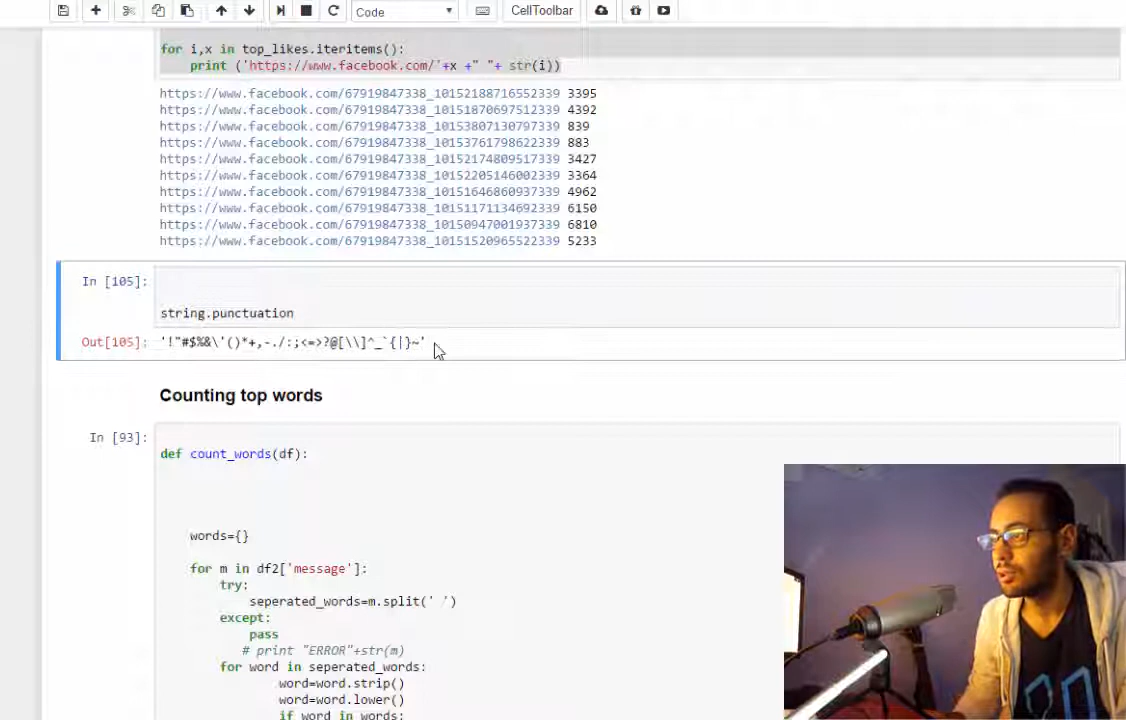 Code
CellToolbar
for i,x in top_likes.iteritems():
print ('https://www.facebook.com/'+x +" "+ str(i))
https://www.facebook.com/67919847338_10152188716552339 3395
https://www.facebook.com/67919847338_10151870697512339 4392
https://www.facebook.com/67919847338_10153807130797339 839
https://www.facebook.com/67919847338_10153761798622339 883
https://www.facebook.com/67919847338_10152174809517339 3427
https://www.facebook.com/67919847338_10152205146002339 3364
https://www.facebook.com/67919847338_10151646860937339 4962
https://www.facebook.com/67919847338_10151171134692339 6150
https://www.facebook.com/67919847338_10150947001937339 6810
https://www.facebook.com/67919847338_10151520965522339 5233
In [105]:
string.punctuation
Out[105]: '!"#$%&\'()*+,-./:;<=>?@[\\]^_`{|}~'
Counting top words
In [93]:
def count_words(df):
words={}
for m in df2['message']:
try:
seperated_words=m.split(' ')
except:
pass
# print "ERROR"+str(m)
for word in seperated_words:
word=word.strip()
word=word.lower()
if word in words: